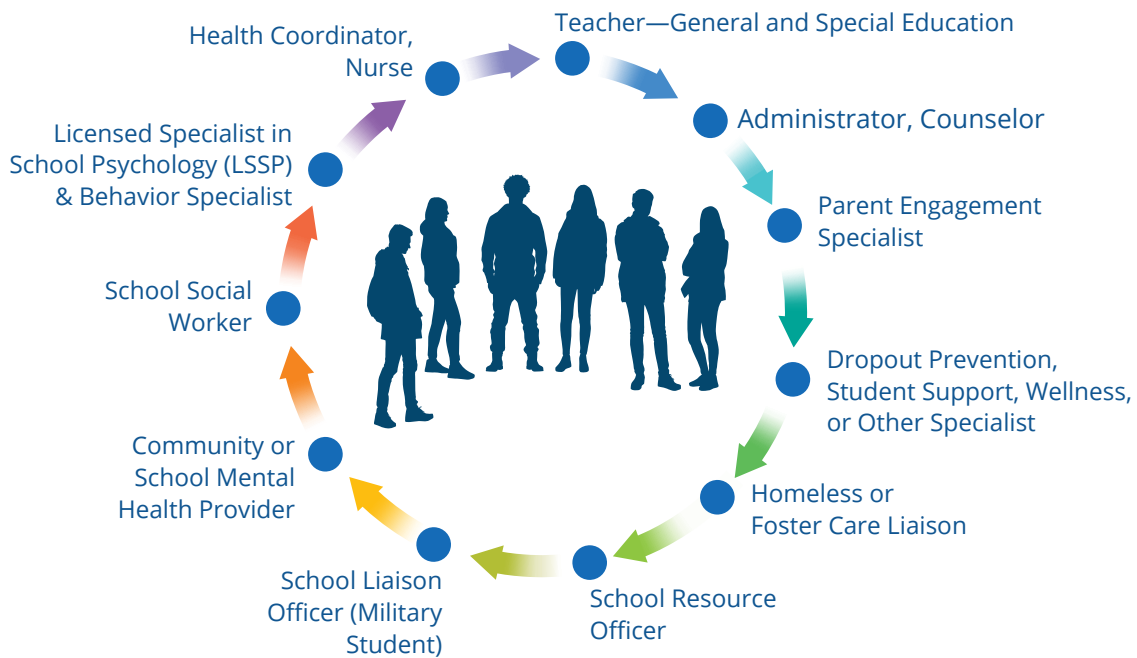 Teacher—General and Special Education
Health Coordinator,
Nurse
Administrator, Counselor
Licensed Specialist in
School Psychology (LSSP)
& Behavior Specialist
Parent Engagement
Specialist
School Social
Worker
Dropout Prevention,
Student Support, Wellness,
or Other Specialist
Community or
School Mental
Health Provider
Homeless or
Foster Care Liaison
School Liaison
Officer (Military
Student)
School Resource
Officer